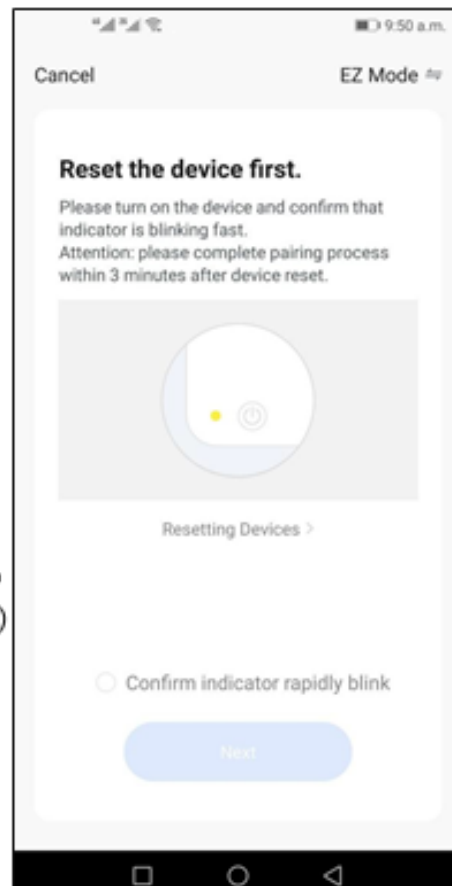 9:50 a.m.
Cancel
EZ Mode
Reset the device first.
Please turn on the device and confirm that
indicator is blinking fast.
Attention: please complete pairing process
within 3 minutes after device reset.
Resetting Devices >
Confirm indicator rapidly blink
Next